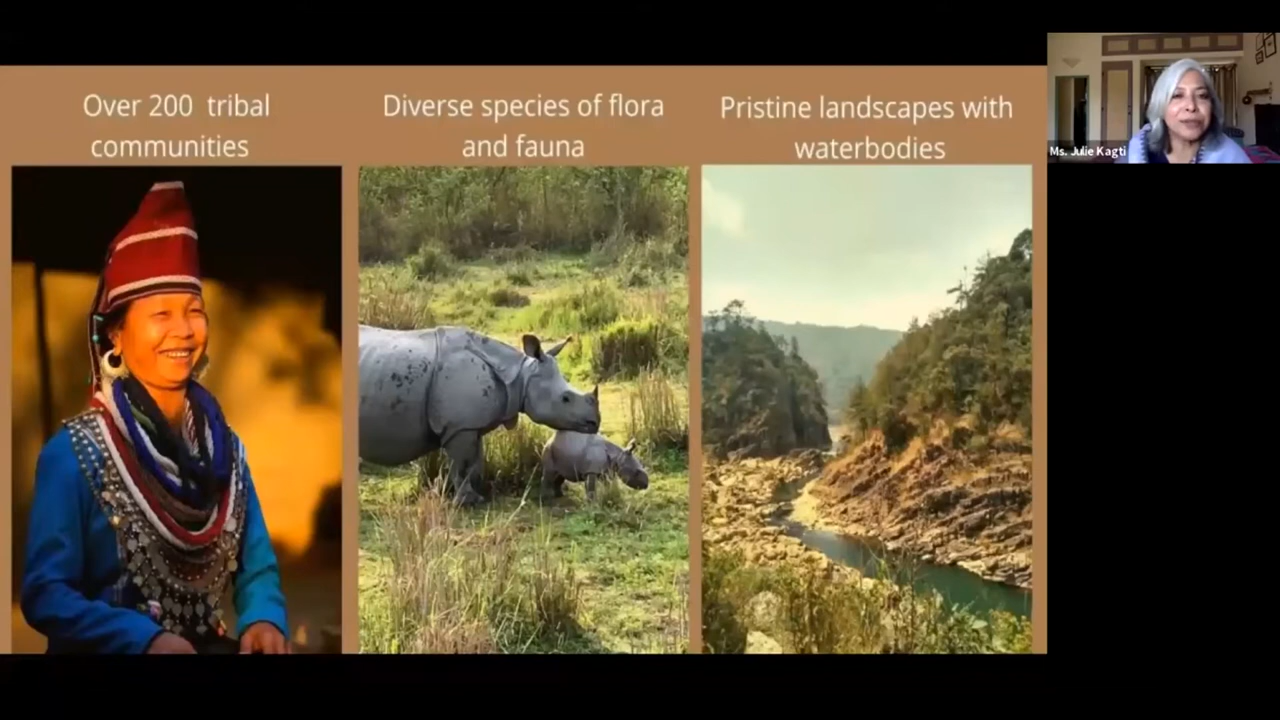 Over 200 tribal
communities
Diverse species of flora
and fauna
Pristine landscapes with
waterbodies
Ms. Julie Kagti